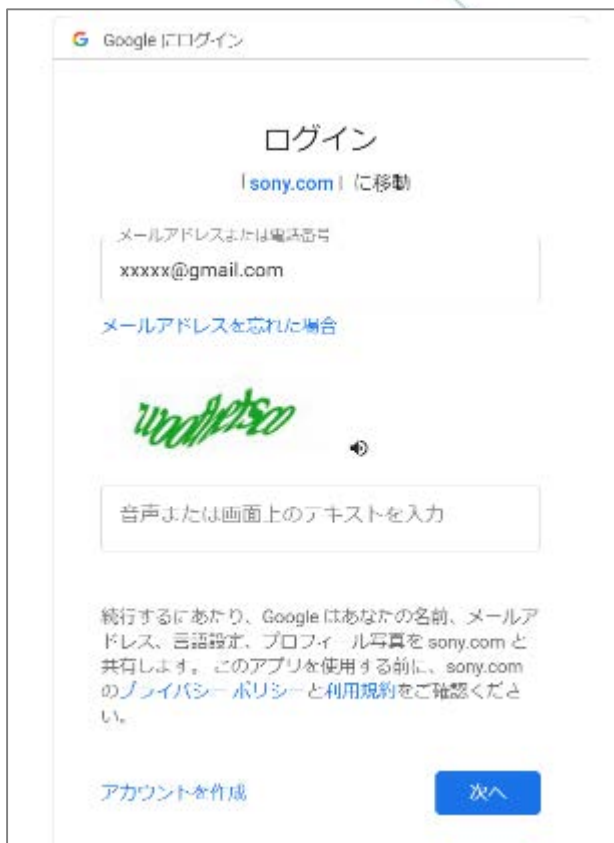 Google にログイン
ログイン
「sony.com」に移動
メールアドレスまたは電話番号
xxxxx@gmail.com
メールアドレスを忘れた場合
音声または画面上のテキストを入力
続行するにあたり、Google はあなたの名前、メールア
ドレス、言語設定、プロフィール写真を sony.com と
共有します。 このアプリを使用する前に、sony.com
のプライバシー ポリシーと利用規約をご確認くださ
い。
アカウントを作成
次へ